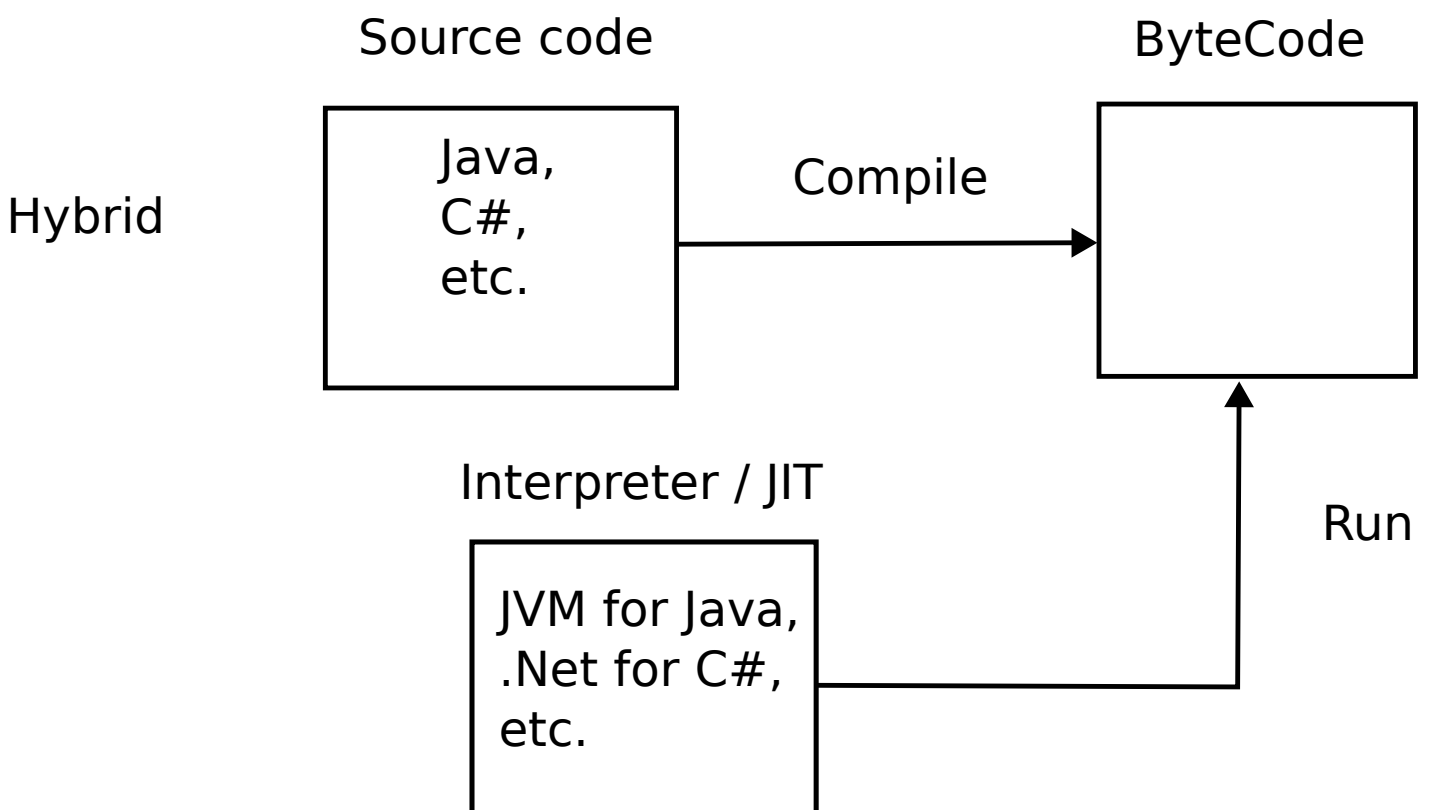 Source code
ByteCode
Java,
C#,
etc.
Compile
Hybrid
Interpreter / JIT
Run
JVM for Java,
.Net for C#,
etc.